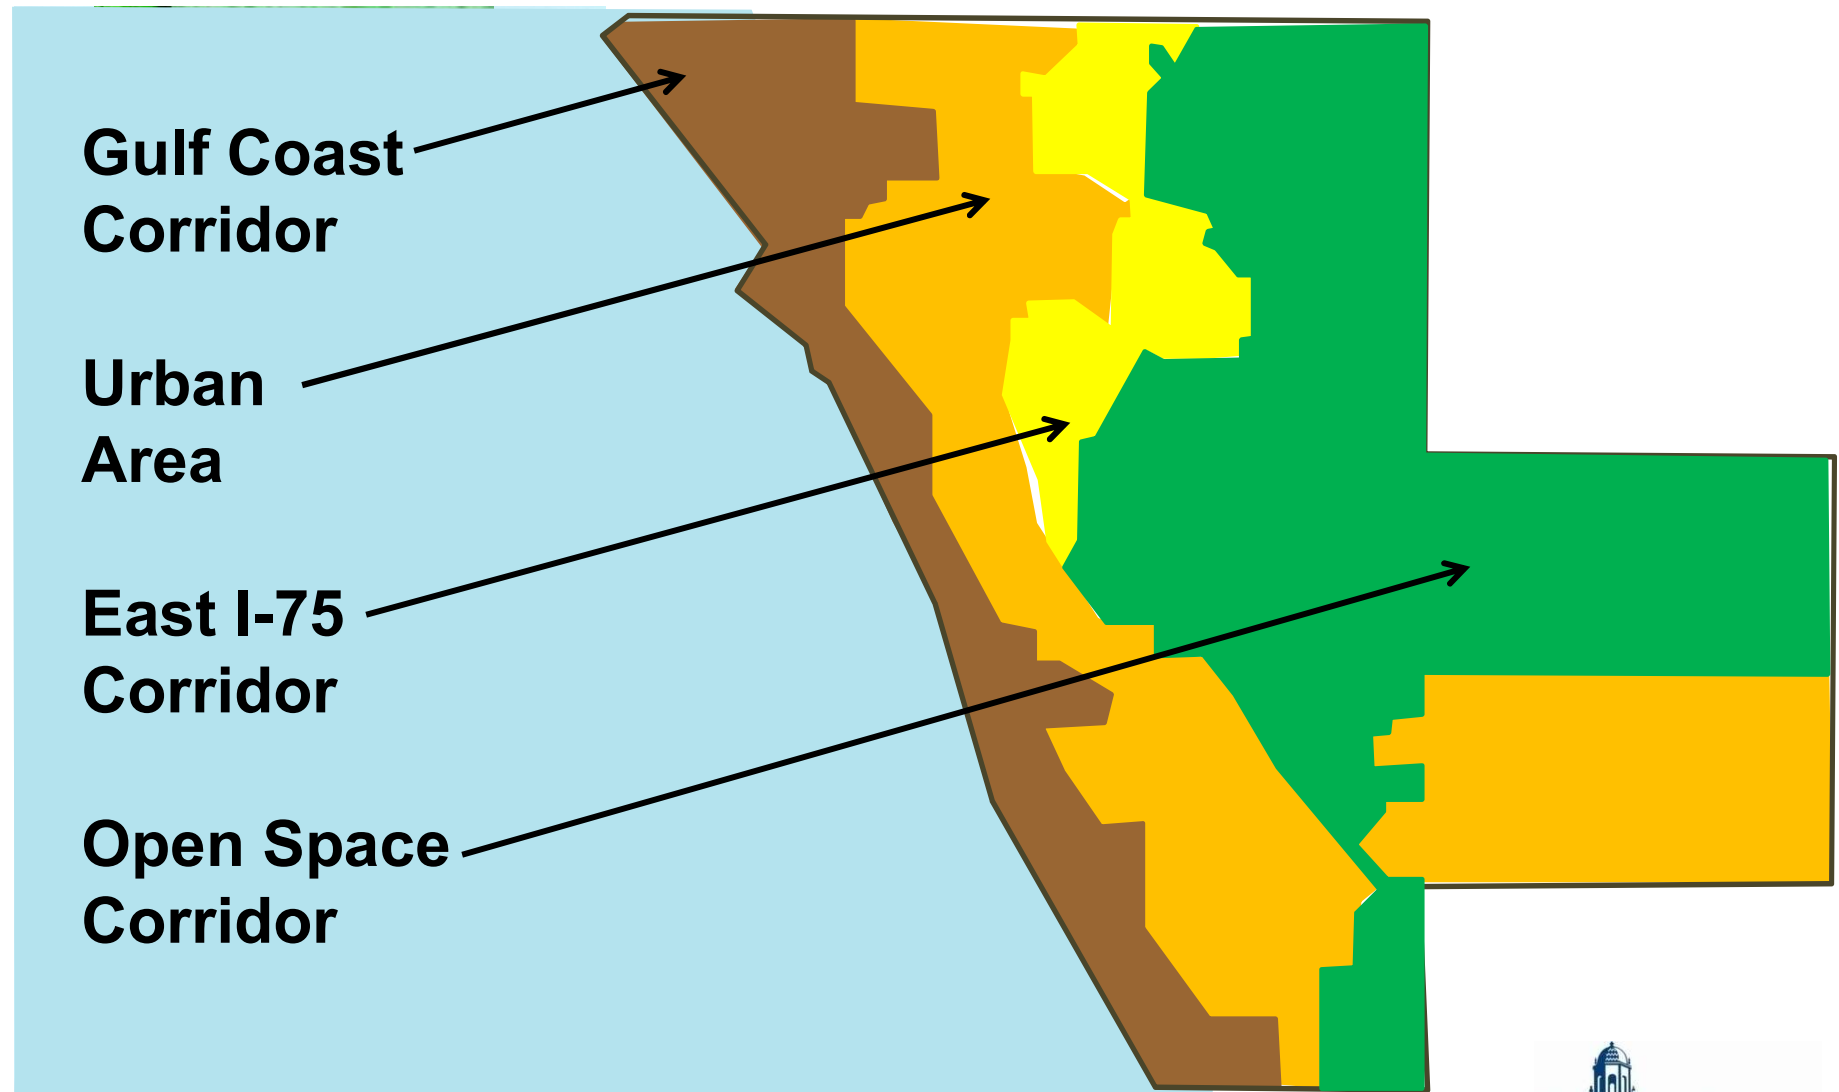 Gulf Coast
Corridor
Urban
Area
East I-75
Corridor
Open Space
Corridor